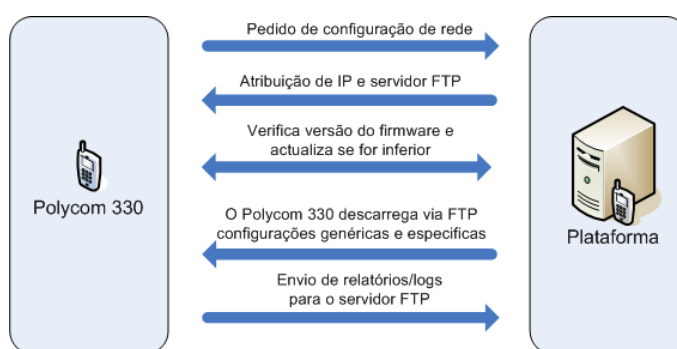 Pedido de configuração de rede
Atribuição de IP e servidor FTP
Verifica versão do firmware e
actualiza se for inferior
Polycom 330
O Polycom 330 descarrega via FTP
configurações genéricas e especificas
Plataforma
Envio de relatórios/logs
para o servidor FTP